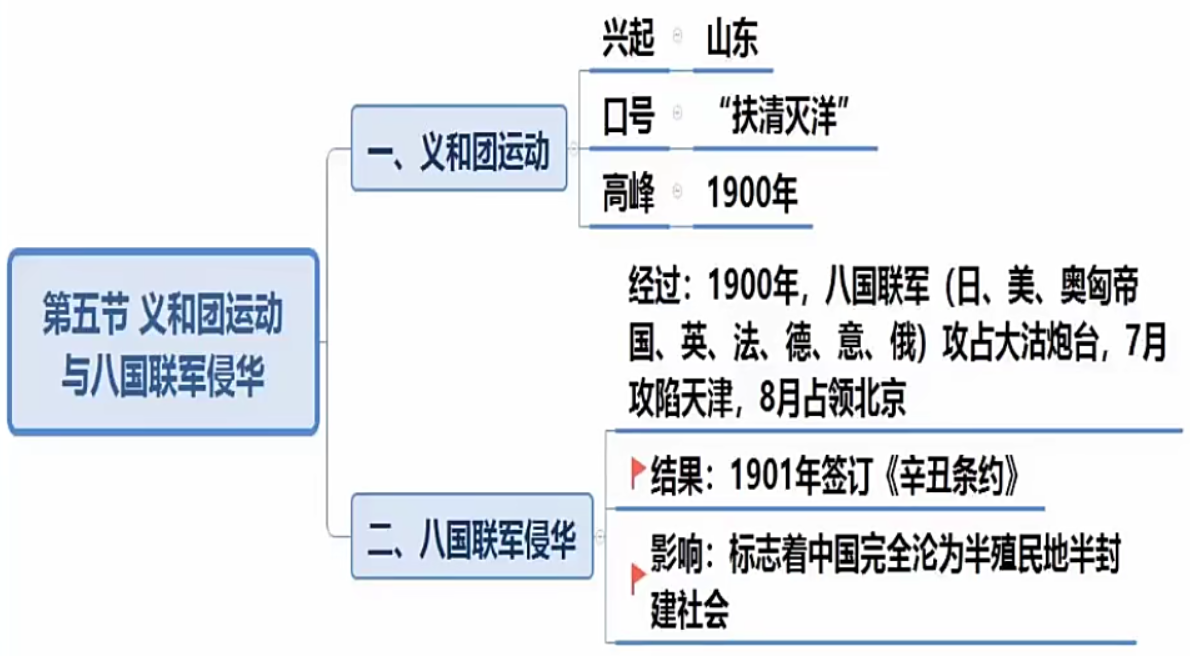 第五节 义和团运动
与八国联军侵华
一、义和团运动
兴起
山东
口号
“扶清灭洋”
高峰
1900年
二、八国联军侵华
经过：1900年，八国联军（日、美、奥匈帝
国、英、法、德、意、俄）攻占大沽炮台，7月
攻陷天津，8月占领北京
结果：1901年签订《辛丑条约》
影响：标志着中国完全沦为半殖民地半封
建社会